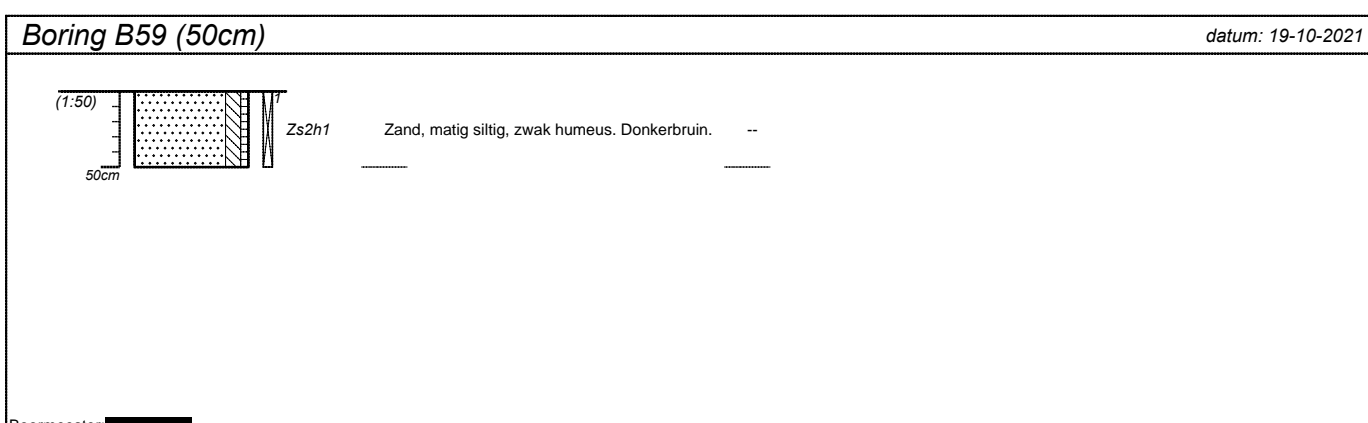 Boring B59 (50cm) datum: 19-10-2021
(1:50) 1
Zs2h1 Zand, matig siltig, zwak humeus. Donkerbruin. --
50cm